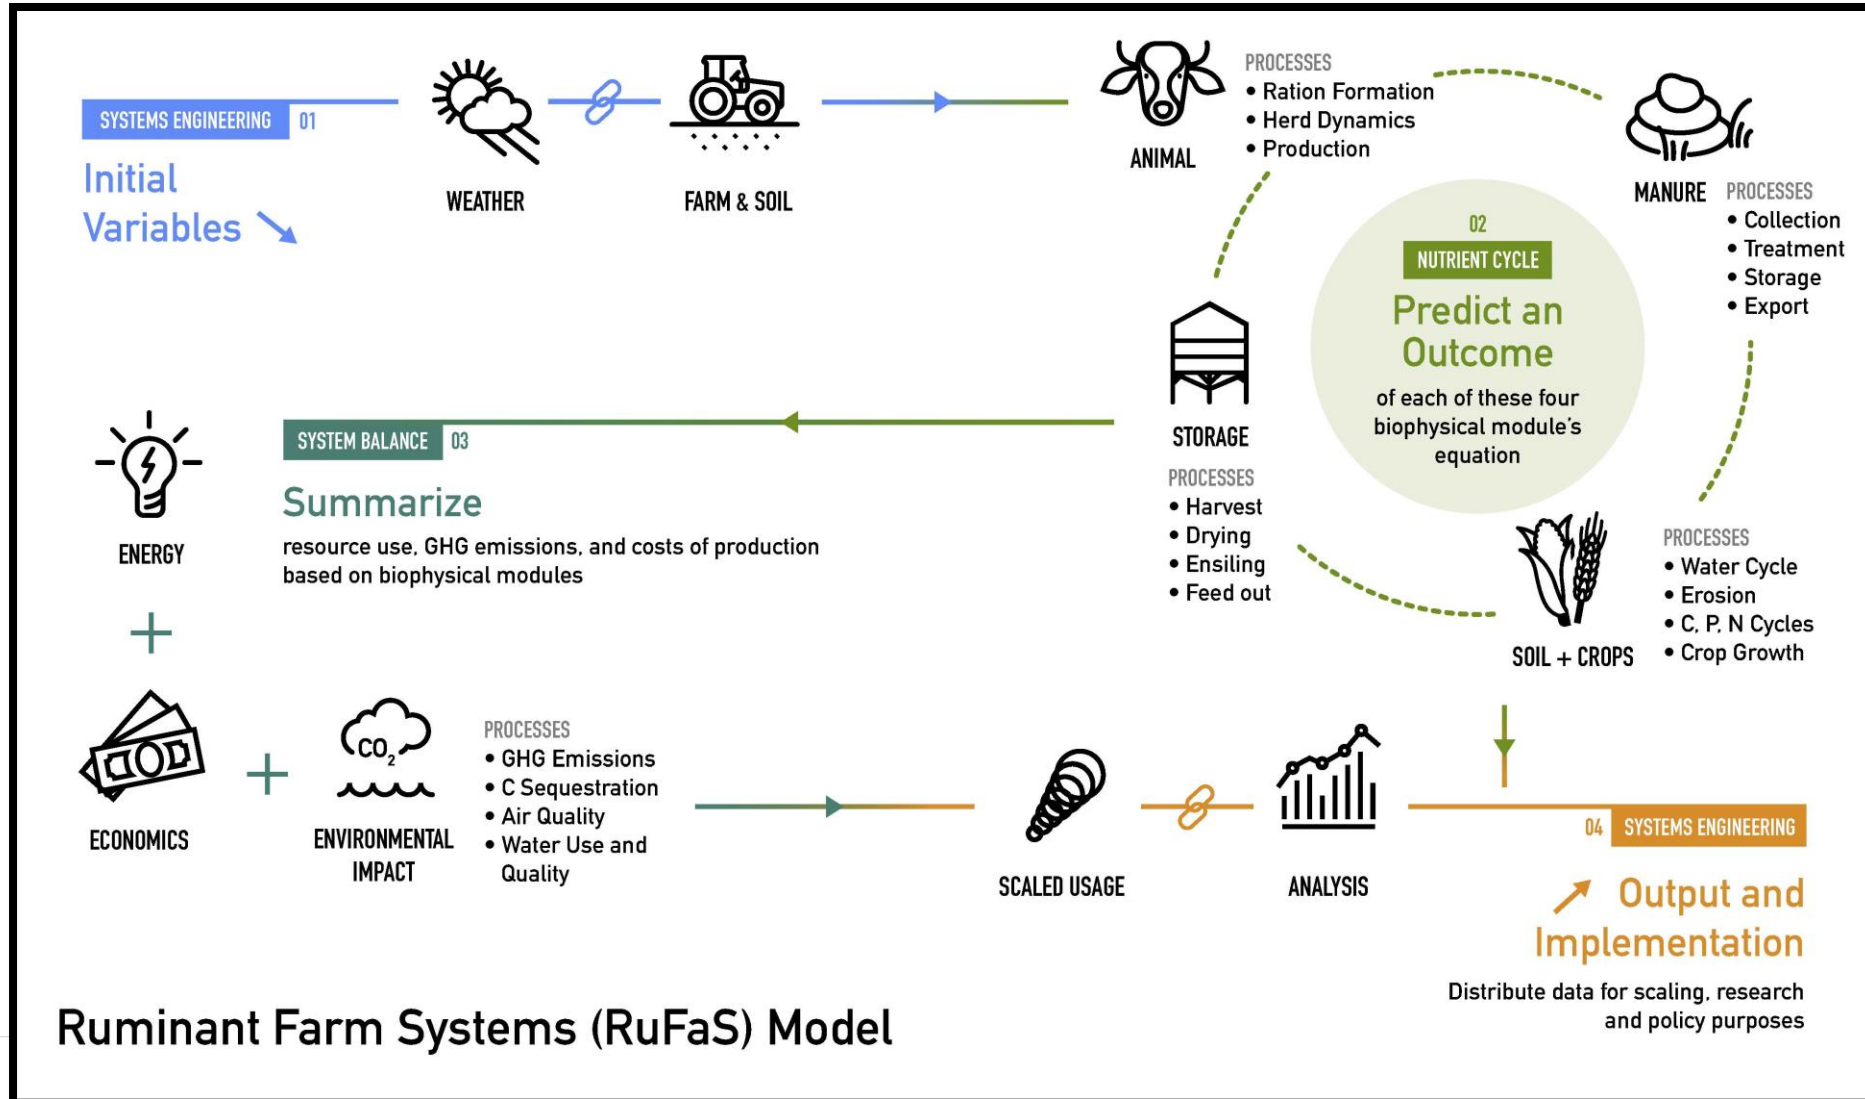 SYSTEMS ENGINEERING 01
Initial
Variables
WEATHER
FARM & SOIL
ANIMAL
PROCESSES
• Ration Formation
• Herd Dynamics
• Production
MANURE
PROCESSES
• Collection
• Treatment
• Storage
• Export
02
NUTRIENT CYCLE
Predict an
Outcome
of each of these four
biophysical module's
equation
SOIL + CROPS
PROCESSES
• Water Cycle
• Erosion
• C, P, N Cycles
• Crop Growth
STORAGE
PROCESSES
• Harvest
• Drying
• Ensiling
• Feed out
SYSTEM BALANCE 03
Summarize
resource use, GHG emissions, and costs of production
based on biophysical modules
ENERGY
+
ECONOMICS
+
CO2
ENVIRONMENTAL
IMPACT
PROCESSES
• GHG Emissions
• C Sequestration
• Air Quality
• Water Use and
Quality
SCALED USAGE
ANALYSIS
04 SYSTEMS ENGINEERING
Output and
Implementation
Distribute data for scaling, research
and policy purposes
Ruminant Farm Systems (RuFaS) Model